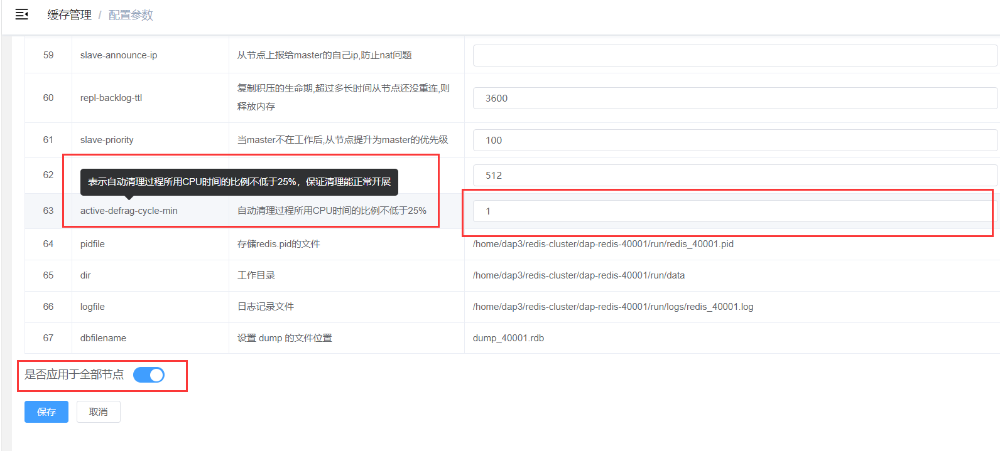 缓存管理 / 配置参数
59 slave-announce-ip 从节点上报给master的自己ip,防止nat问题
60 repl-backlog-ttl 复制积压的生命期,超过多长时间从节点还没重连,则
释放内存 3600
61 slave-priority 当master不在工作后,从节点提升为master的优先级 100
62 512
表示自动清理过程所用CPU时间的比例不低于25%，保证清理能正常开展
63 active-defrag-cycle-min 自动清理过程所用CPU时间的比例不低于25% 1
64 pidfile 存储redis.pid的文件 /home/dap3/redis-cluster/dap-redis-40001/run/redis_40001.pid
65 dir 工作目录 /home/dap3/redis-cluster/dap-redis-40001/run/data
66 logfile 日志记录文件 /home/dap3/redis-cluster/dap-redis-40001/run/logs/redis_40001.log
67 dbfilename 设置 dump 的文件位置 dump_40001.rdb
是否应用于全部节点
保存 取消